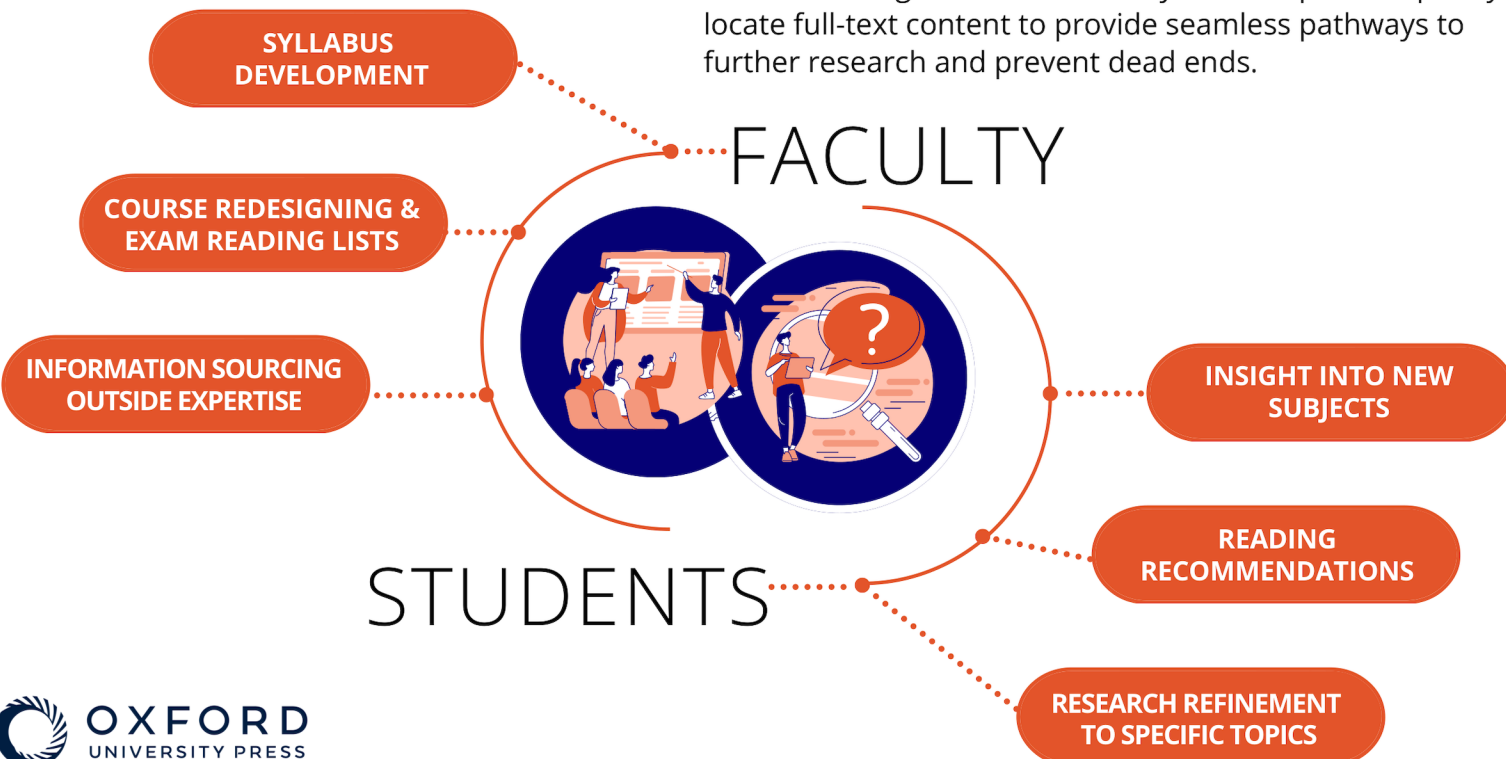 locate full-text content to provide seamless pathways to
further research and prevent dead ends.
SYLLABUS
DEVELOPMENT
FACULTY
COURSE REDESIGNING &
EXAM READING LISTS
INFORMATION SOURCING
OUTSIDE EXPERTISE
?
INSIGHT INTO NEW
SUBJECTS
READING
RECOMMENDATIONS
STUDENTS
RESEARCH REFINEMENT
TO SPECIFIC TOPICS
OXFORD
UNIVERSITY PRESS